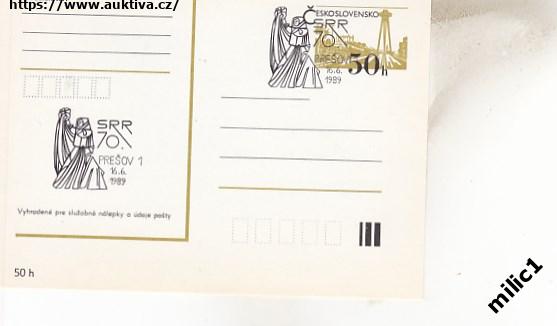 https://www.auktiva.cz/
ČESKOSLOVENSKO
SRR
70.
PREŠOV 1
16.6.
1989
50h
SRR
70.
PREŠOV 1
16.6.
1989
Vyhradené pre služobné nálepky a údaje pošty
50 h
milic1